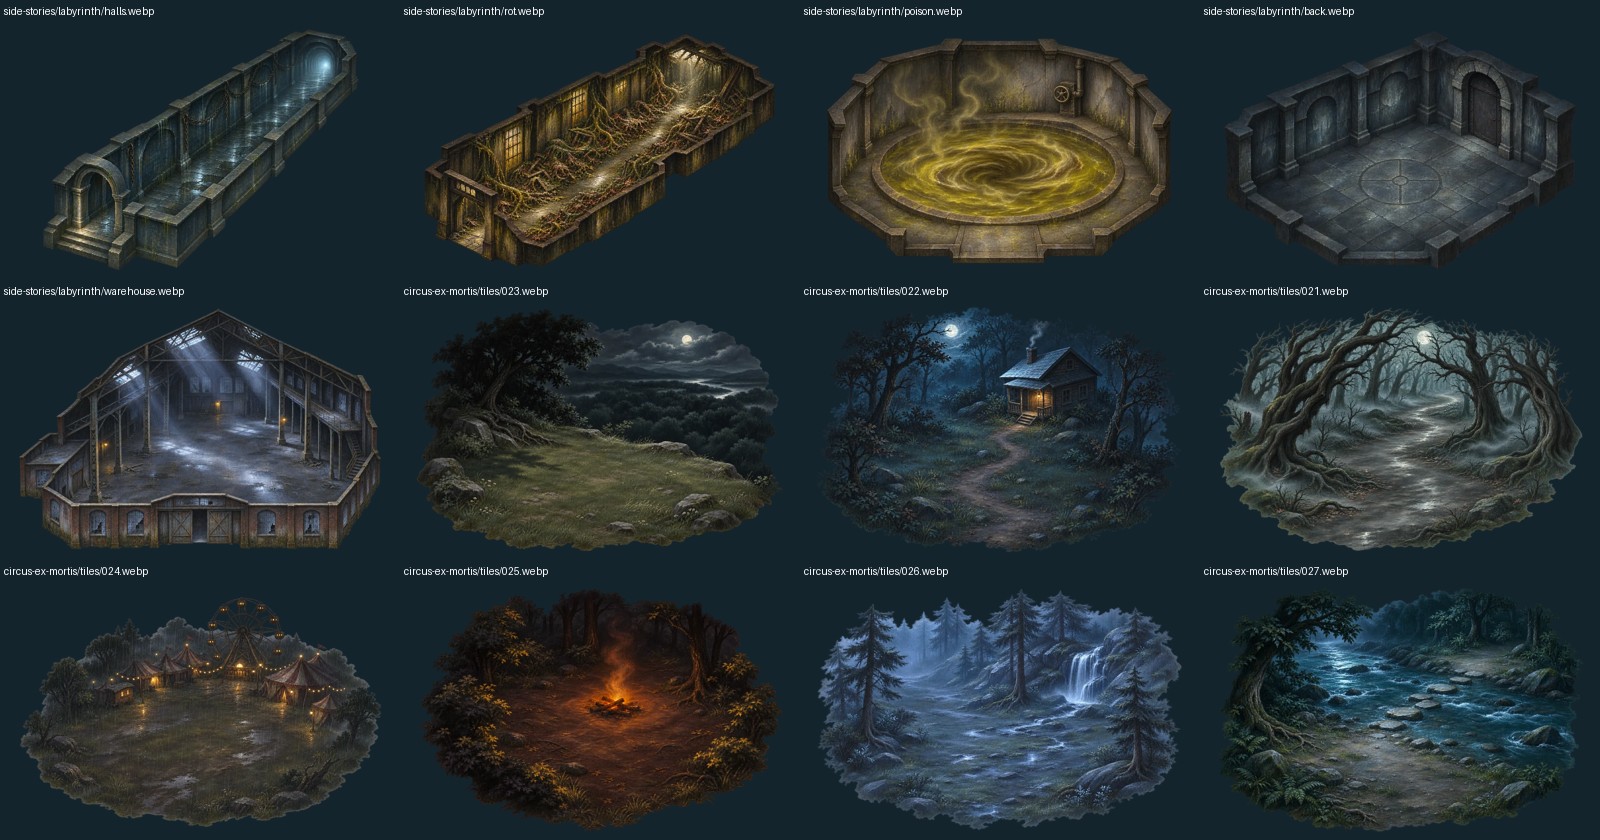 side-stories/labyrinth/halls.webp
side-stories/labyrinth/rot.webp
side-stories/labyrinth/poison.webp
side-stories/labyrinth/back.webp
side-stories/labyrinth/warehouse.webp
circus-ex-mortis/tiles/023.webp
circus-ex-mortis/tiles/022.webp
circus-ex-mortis/tiles/021.webp
circus-ex-mortis/tiles/024.webp
circus-ex-mortis/tiles/025.webp
circus-ex-mortis/tiles/026.webp
circus-ex-mortis/tiles/027.webp